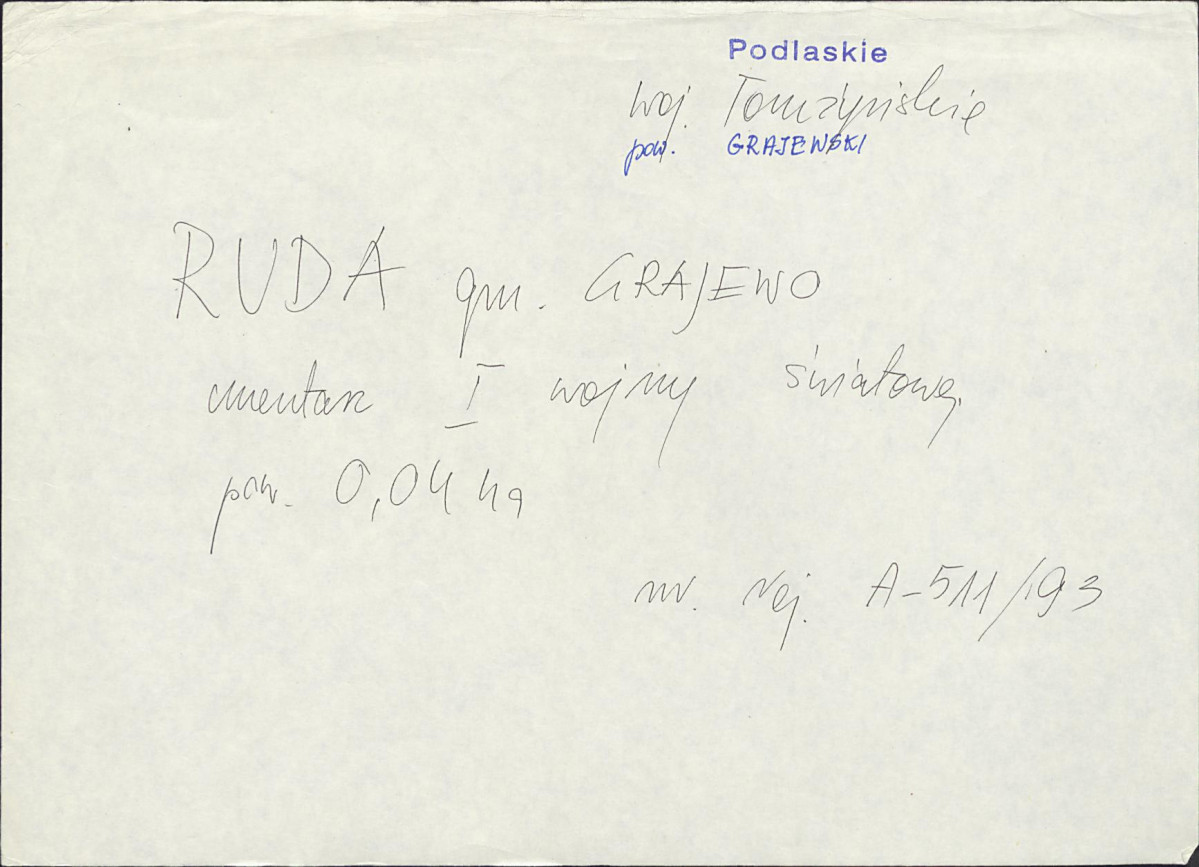 Podlaskie
woj. Łomżyńskie
pow. GRAJEWSKI
RUDA gm. GRAJEWO
cmentarz I wojny światowej
pow. 0,04 ha
nr. rej. A-511/93